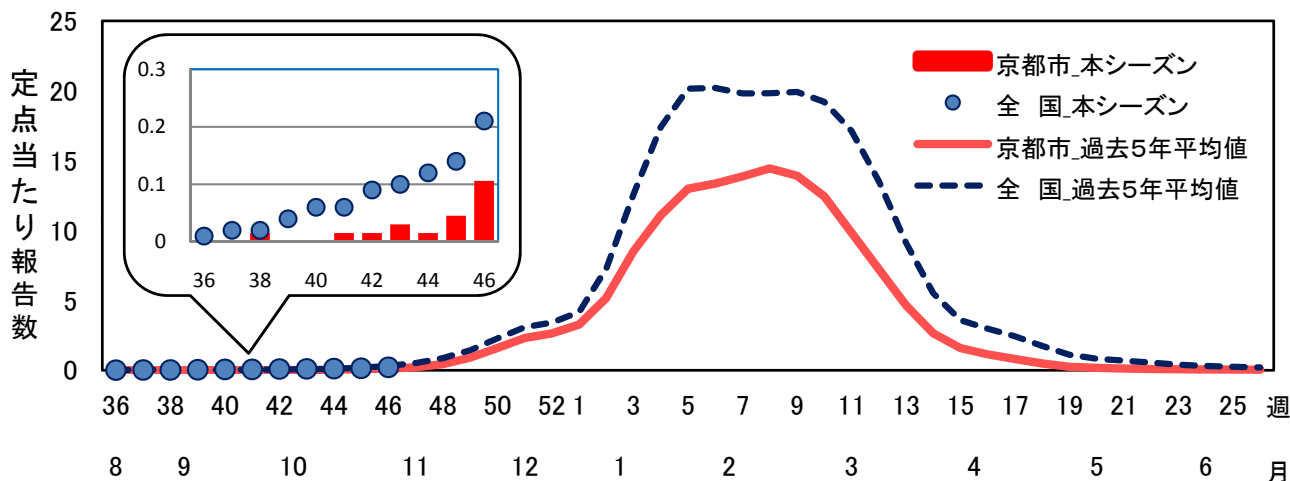 定点当たり報告数
25
20
15
10
5
0
0.3
0.2
0.1
0
36 38 40 42 44 46
京都市_本シーズン
全　国_本シーズン
京都市_過去5年平均値
全　国_過去5年平均値
36 38 40 42 44 46 48 50 52 1 3 5 7 9 11 13 15 17 19 21 23 25 週
8 9 10 11 12 1 2 3 4 5 6 月